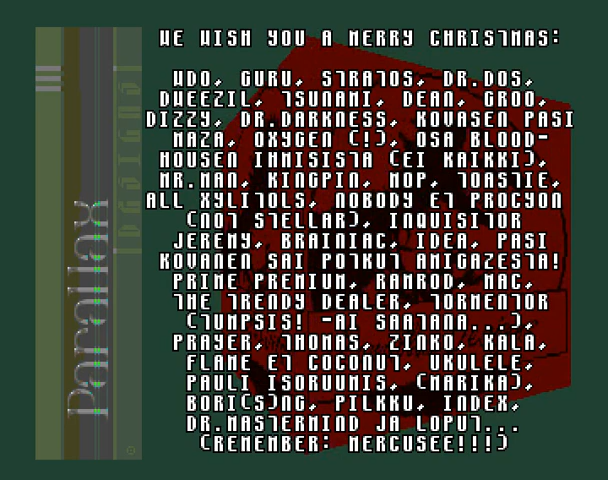 WE WISH YOU A MERRY CHRISTMAS:
UDO, GURU, STRATOS, DR.DOS,
DWEEZIL, TSUNAMI, DEAN, GROO,
DIZZY, DR.DARKNESS, KOVASEN PASI
MAZA, OXYGEN (!), OSA BLOOD-
HOUSEN IHMISISTA (EI KAIKKI),
MR.MAN, KINGPIN, MOP, TOASTIE,
ALL XYLITOLS, NOBODY ET PROCYON
(NOT STELLAR), INQUISITOR
JEREMY, BRAINIAC, IDEA, PASI
KOVANEN SAI POTKUT AMIGAZESTA!
PRIME PREMIUM, RAMROD, MAC,
THE TRENDY DEALER, TORMENTOR
(TUMPSIS! -AI SAATANA...),
PRAYER, THOMAS, ZINKO, KALA,
FLAME ET COCONUT, UKULELE,
PAULI ISORUUMIS, (MARIKA),
BORI(S)NG, PILKKU, INDEX,
DR.MASTERMIND JA LOPUT...
(REMEMBER: MERCUSEE!!!)
Parallax
DESIGNS